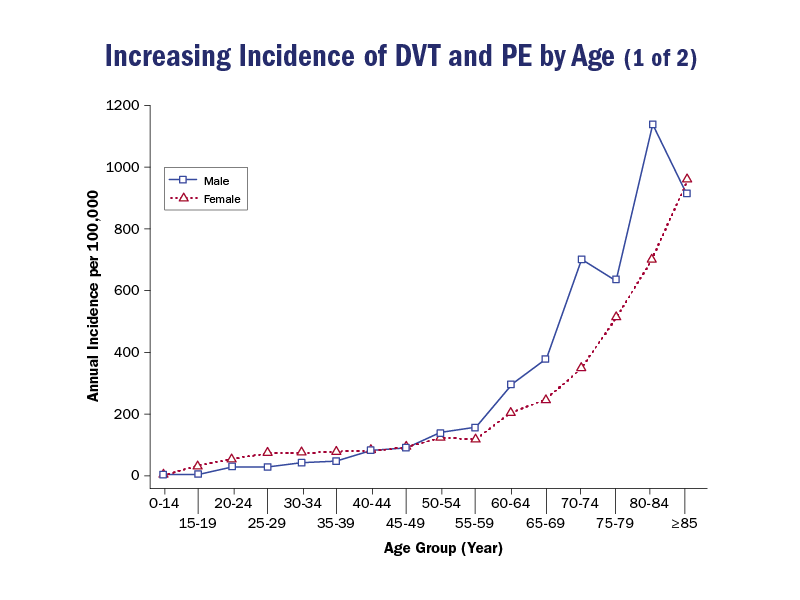 Increasing Incidence of DVT and PE by Age (1 of 2)
1200
1000
800
600
400
200
0
Annual Incidence per 100,000
Male
Female
0-14 20-24 30-34 40-44 50-54 60-64 70-74 80-84
15-19 25-29 35-39 45-49 55-59 65-69 75-79 ≥85
Age Group (Year)